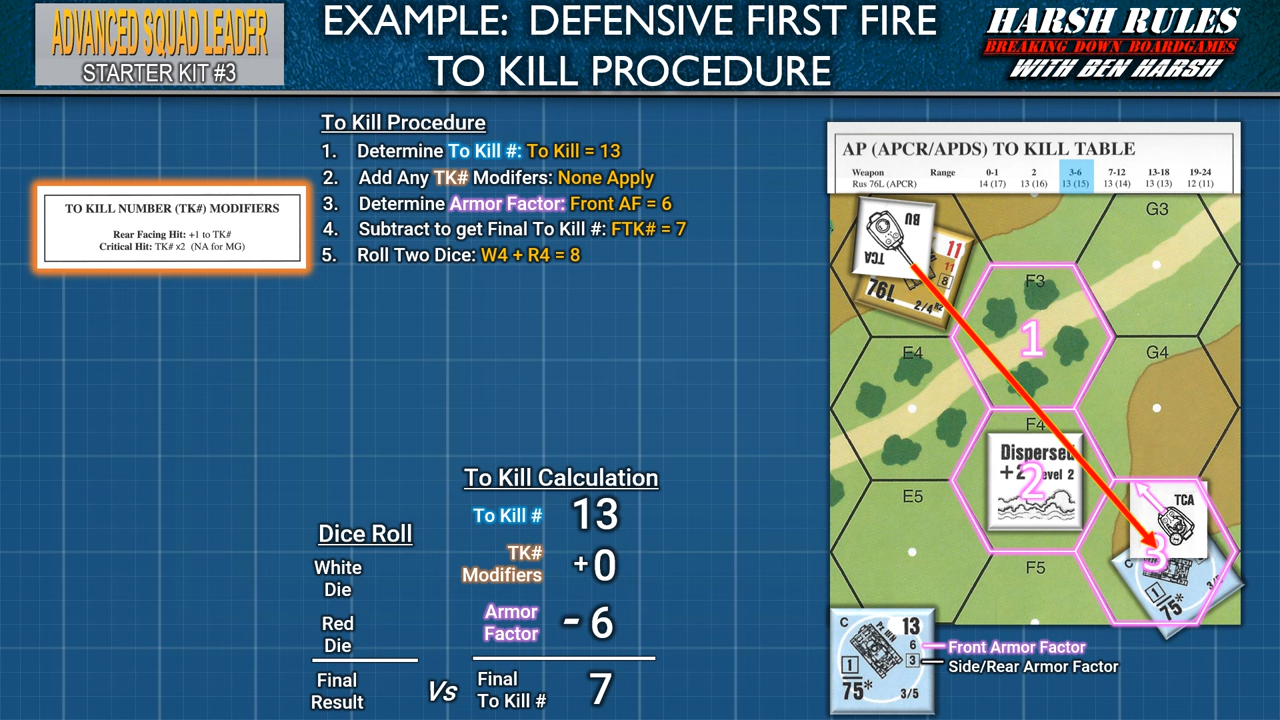 ADVANCED SQUAD LEADER
STARTER KIT #3
EXAMPLE: DEFENSIVE FIRST FIRE
TO KILL PROCEDURE
HARSH RULES
BREAKING DOWN BOARDGAMES
WITH BEN HARSH
To Kill Procedure
1. Determine To Kill #: To Kill = 13
2. Add Any TK# Modifers: None Apply
3. Determine Armor Factor: Front AF = 6
4. Subtract to get Final To Kill #: FTK# = 7
5. Roll Two Dice: W4 + R4 = 8
TO KILL NUMBER (TK#) MODIFIERS
Rear Facing Hit: +1 to TK#
Critical Hit: TK# x2 (NA for MG)
AP (APCR/APDS) TO KILL TABLE
Weapon Range 0-1 2 3-6 7-12 13-18 19-24
Rus 76L (APCR) 14 (17) 13 (16) 13 (15) 13 (14) 13 (13) 12 (11)
BU
TCA
11
11
8
76L
2/4
G3
F3
1
E4
G4
F4
Dispersed
+2 Level 2
2
E5
TCA
3
F5
C
1
75*
3/5
To Kill Calculation
To Kill # 13
TK#
Modifiers +0
Armor
Factor - 6
Final
To Kill # 7
Dice Roll
White
Die
Red
Die
Final
Result
Vs
C
Pz IIIN
13
6
3
1
75*
3/5
Front Armor Factor
Side/Rear Armor Factor